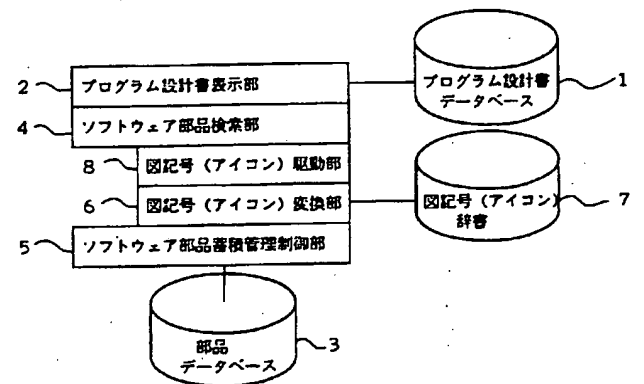 2
プログラム設計書表示部
プログラム設計書
データベース
1
4
ソフトウェア部品検索部
8
図記号（アイコン）駆動部
6
図記号（アイコン）変換部
図記号（アイコン）
辞書
7
5
ソフトウェア部品蓄積管理制御部
部品
データベース
3